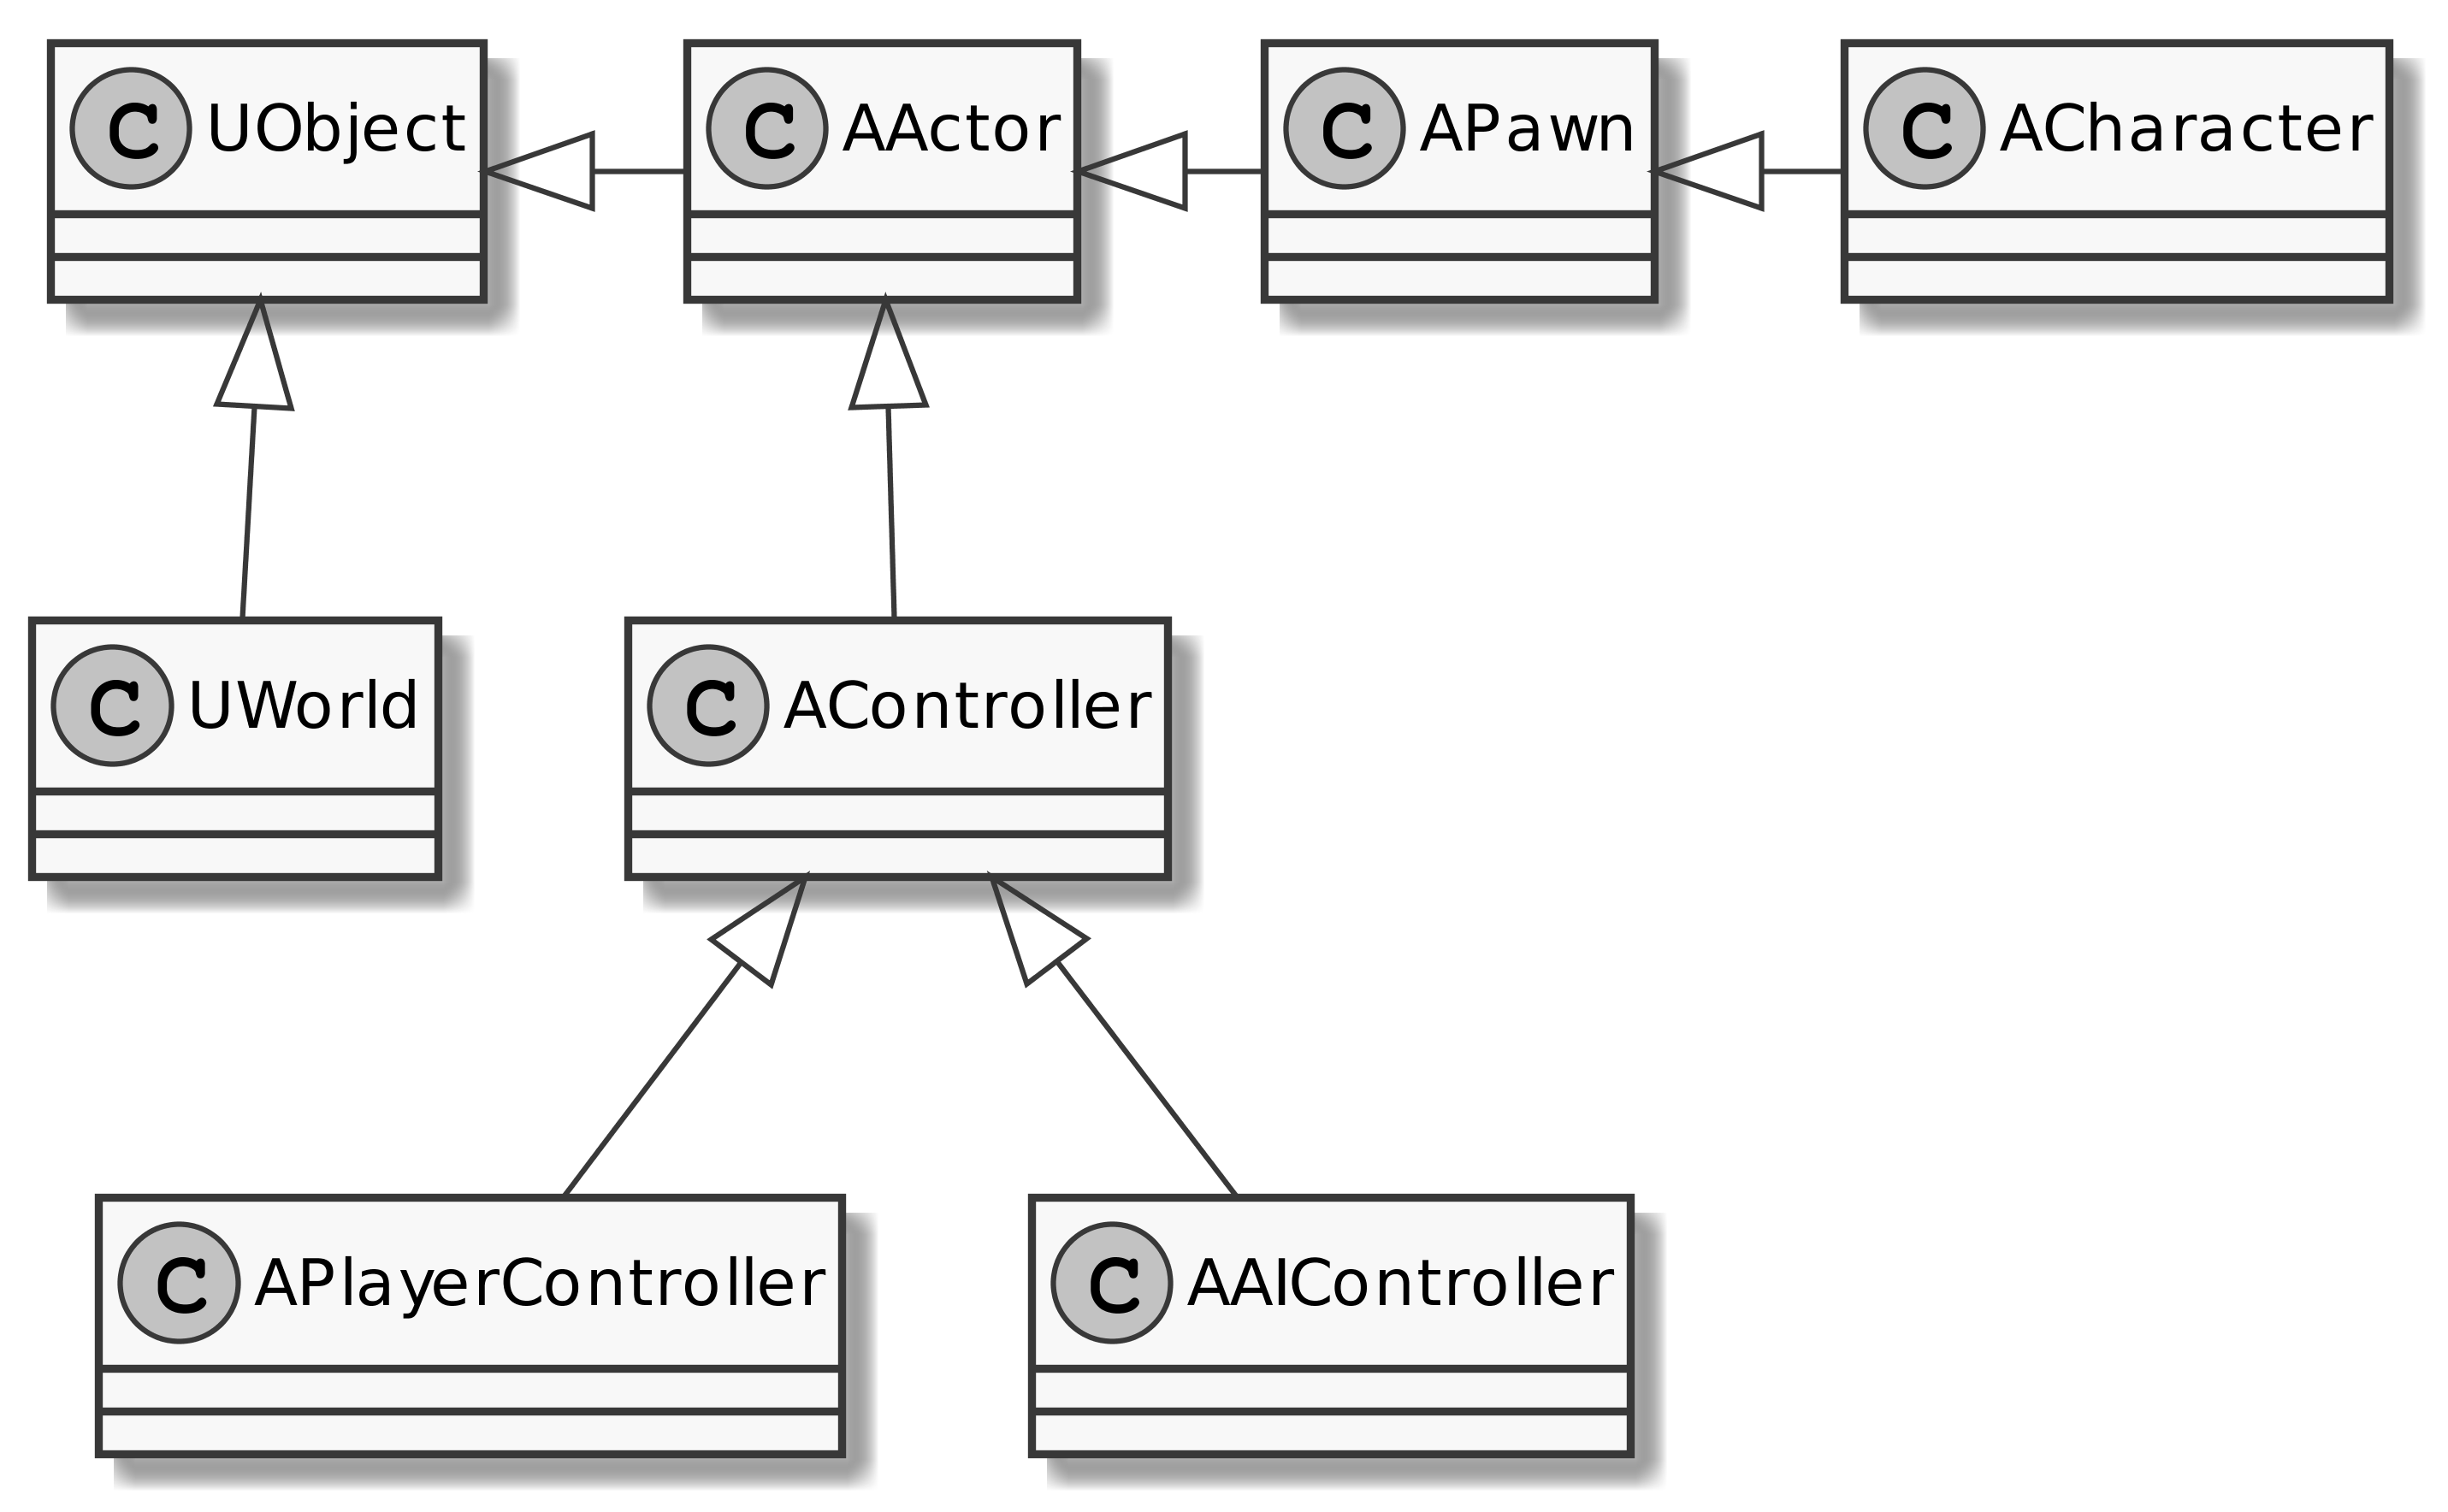 C UObject
C AActor
C APawn
C ACharacter
C UWorld
C AController
C APlayerController
C AAIController